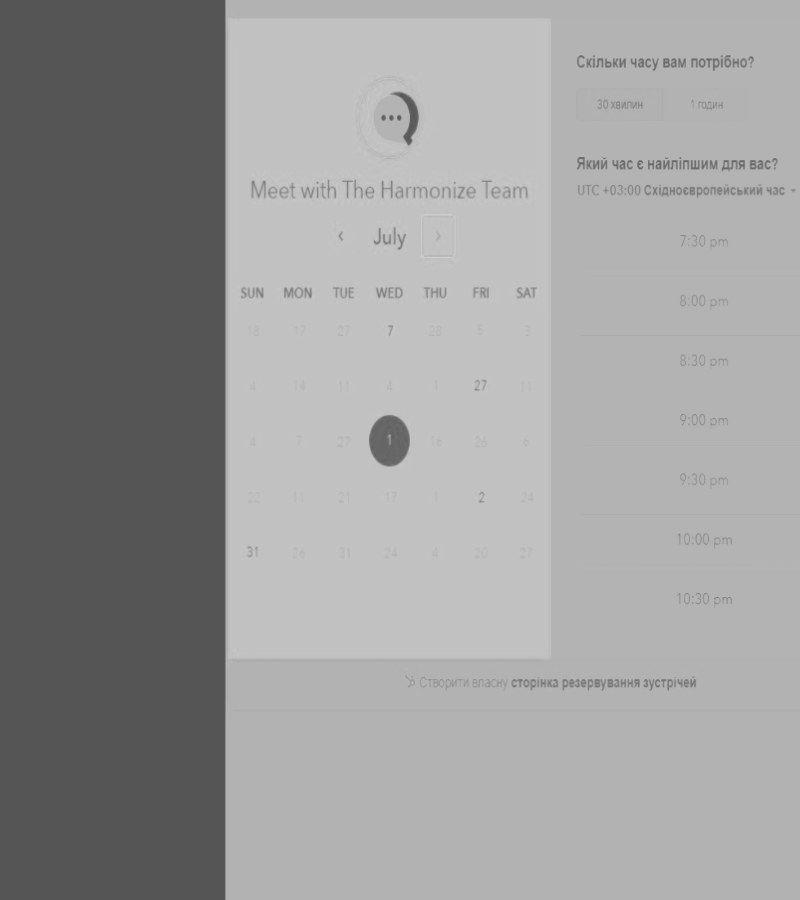 Meet with The Harmonize Team
July
SUN MON TUE WED THU FRI SAT
18 17 27 7 28 5 3
4 14 11 4 1 27 11
4 7 27 1 16 26 6
22 11 21 17 1 2 24
31 26 31 24 4 20 27
Скільки часу вам потрібно?
30 хвилин 1 годин
Який час є найліпшим для вас?
UTC +03:00 Східноєвропейський час
7:30 pm
8:00 pm
8:30 pm
9:00 pm
9:30 pm
10:00 pm
10:30 pm
Створити власну сторінка резервування зустрічей